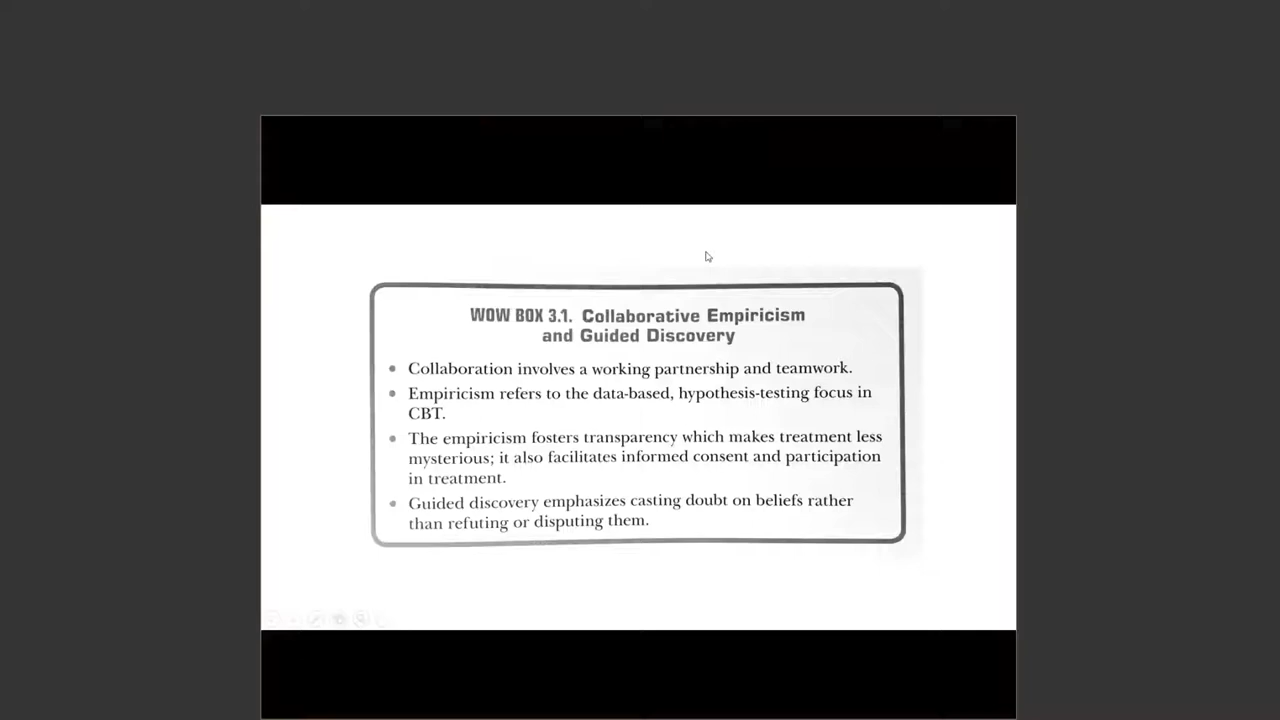 WOW BOX 3.1. Collaborative Empiricism
and Guided Discovery
• Collaboration involves a working partnership and teamwork.
• Empiricism refers to the data-based, hypothesis-testing focus in
CBT.
• The empiricism fosters transparency which makes treatment less
mysterious; it also facilitates informed consent and participation
in treatment.
• Guided discovery emphasizes casting doubt on beliefs rather
than refuting or disputing them.